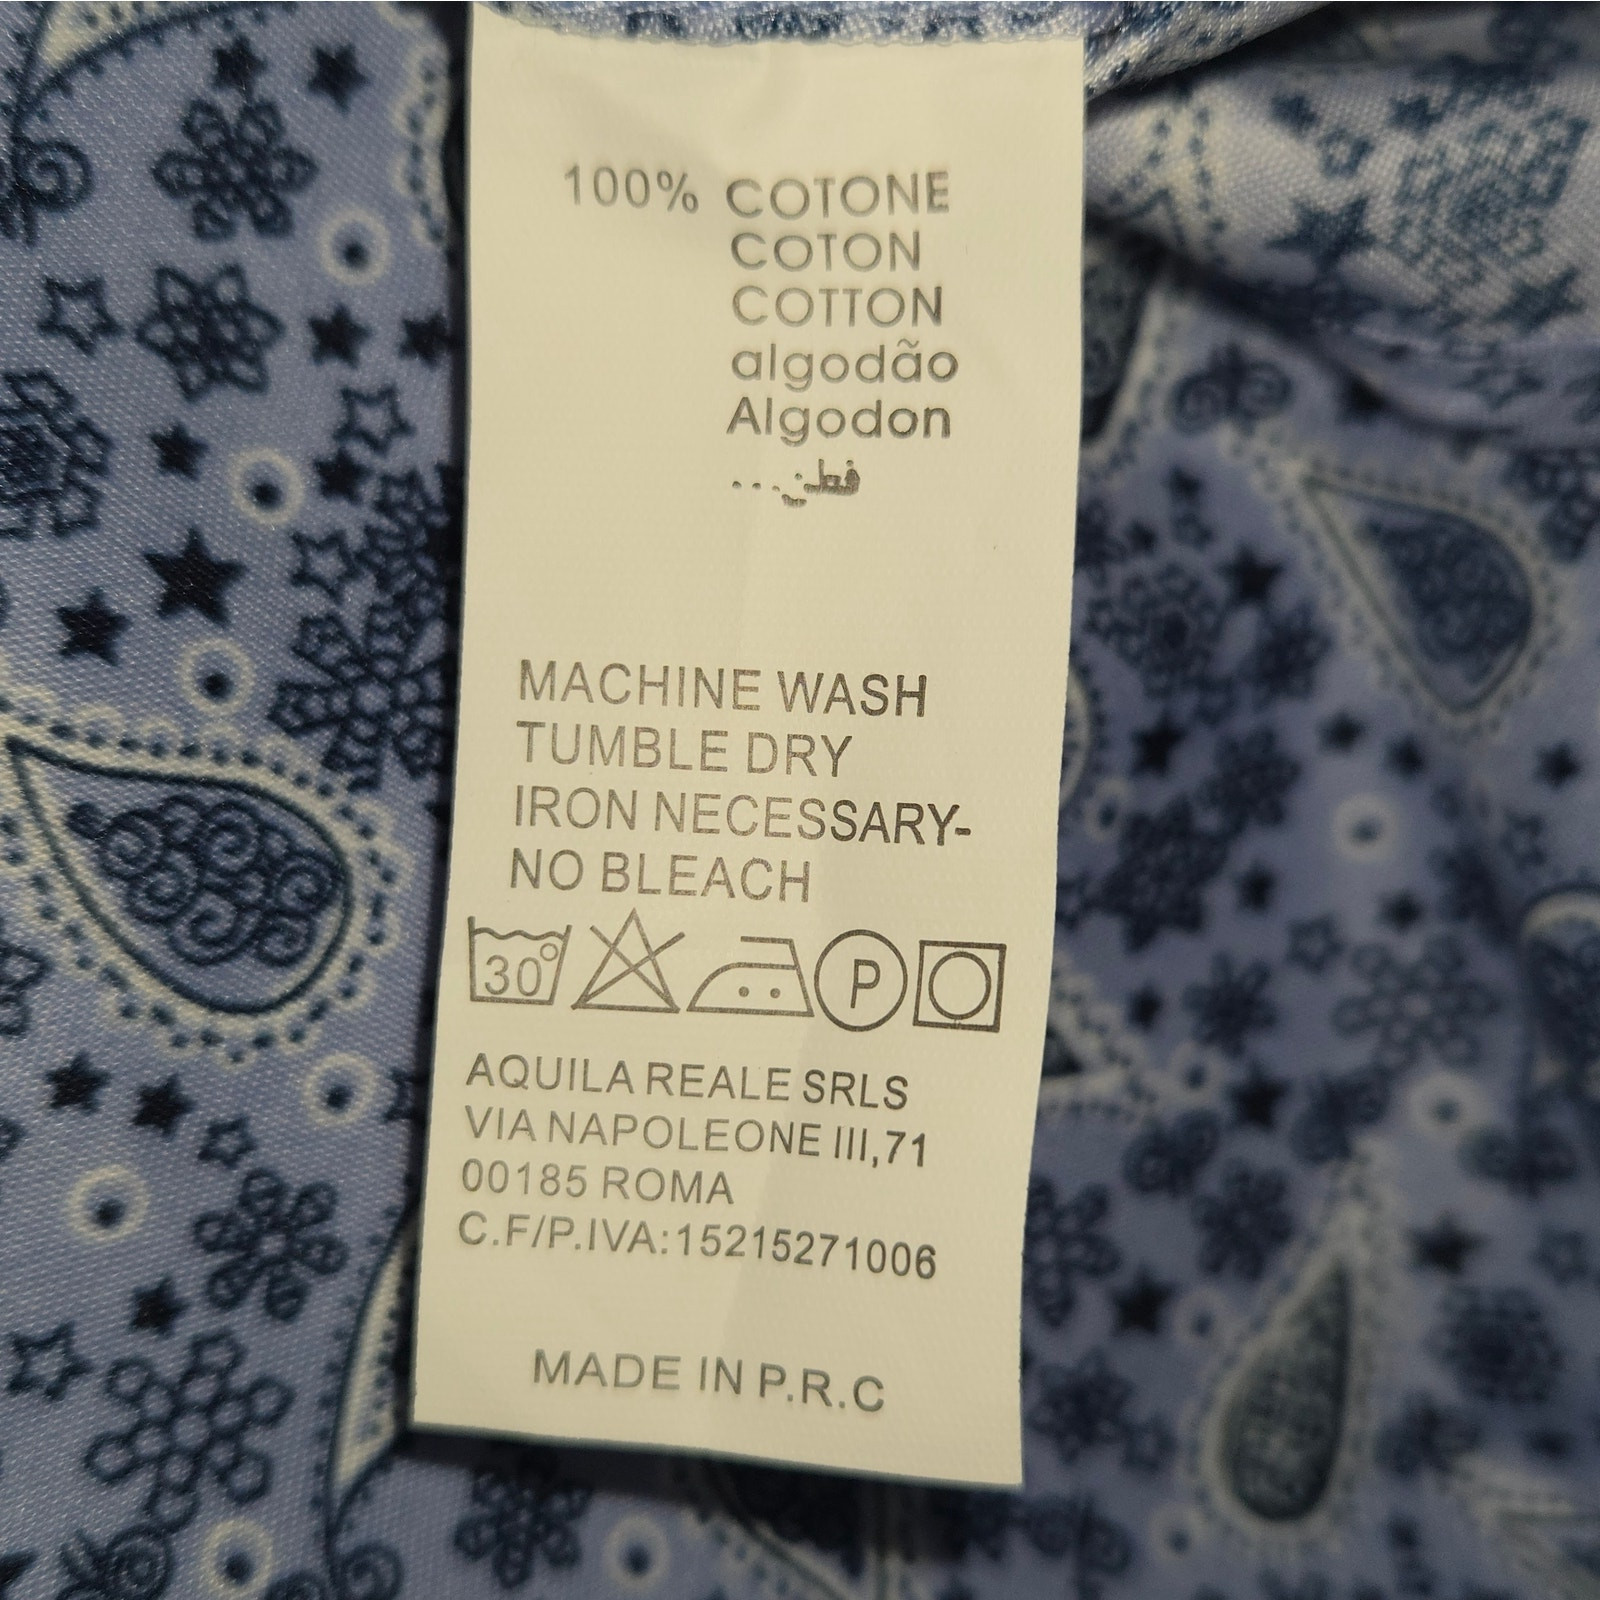 100% COTONE
COTON
COTTON
algodão
Algodon
قطن...
MACHINE WASH
TUMBLE DRY
IRON NECESSARY-
NO BLEACH
30°
P
AQUILA REALE SRLS
VIA NAPOLEONE III,71
00185 ROMA
C.F/P.IVA:15215271006
MADE IN P.R.C